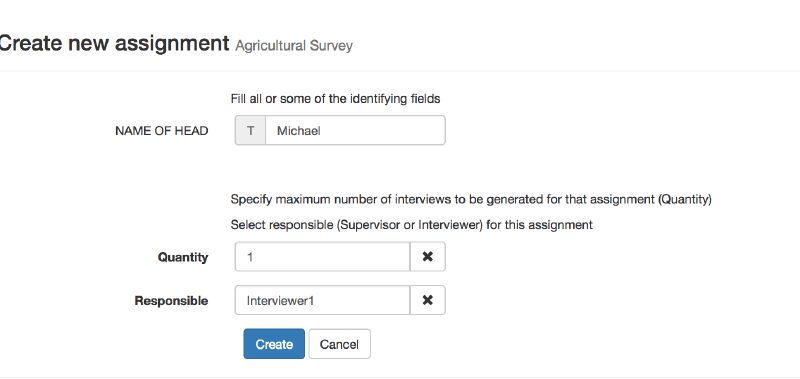 Create new assignment Agricultural Survey
Fill all or some of the identifying fields
NAME OF HEAD T Michael
Specify maximum number of interviews to be generated for that assignment (Quantity)
Select responsible (Supervisor or Interviewer) for this assignment
Quantity 1 ✖
Responsible Interviewer1 ✖
Create Cancel